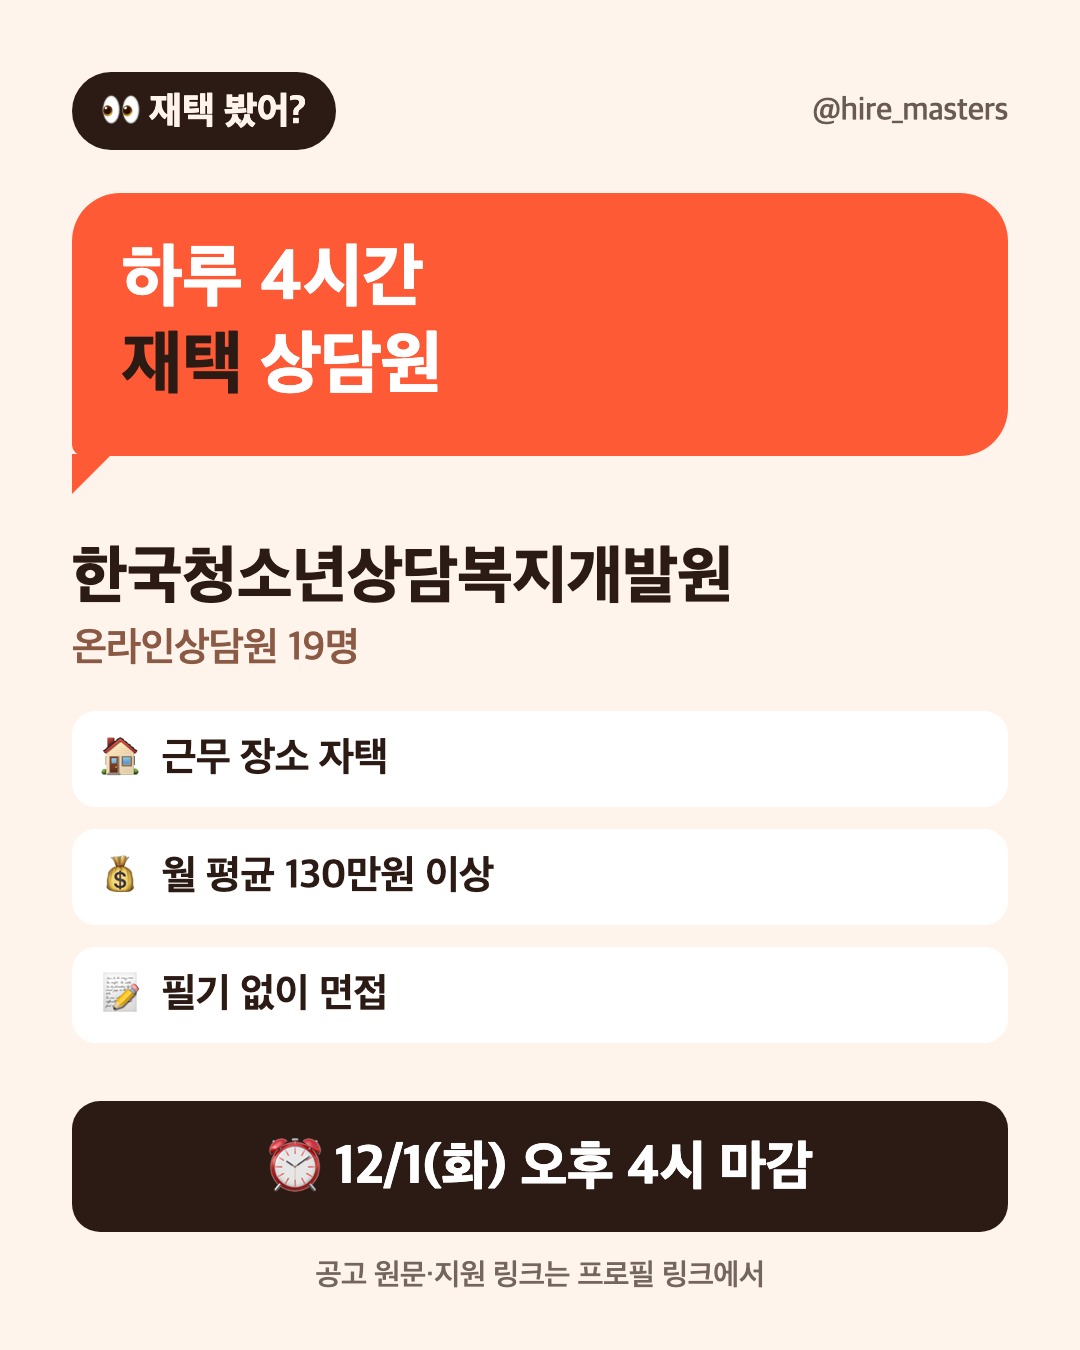 👀 재택 봤어?
@hire_masters
하루 4시간
재택 상담원
한국청소년상담복지개발원
온라인상담원 19명
🏠 근무 장소 자택
💰 월 평균 130만원 이상
📝 필기 없이 면접
⏰ 12/1(화) 오후 4시 마감
공고 원문·지원 링크는 프로필 링크에서